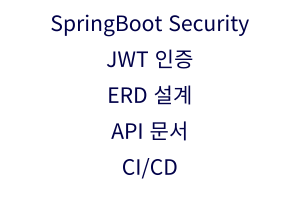 SpringBoot Security
JWT 인증
ERD 설계
API 문서
CI/CD